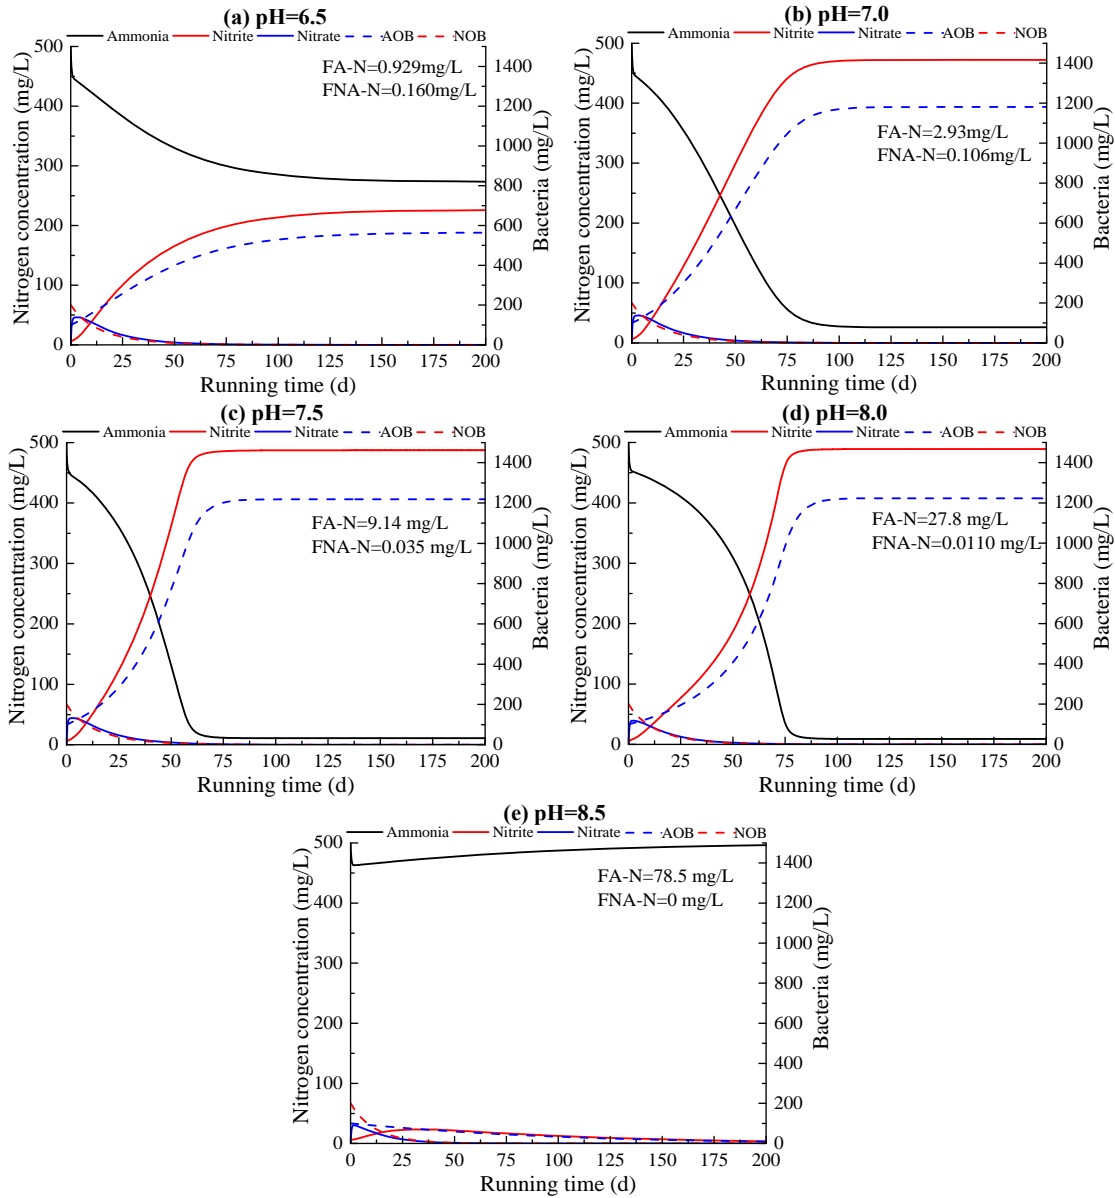 (a) pH=6.5
Ammonia Nitrite Nitrate AOB NOB
FA-N=0.929mg/L
FNA-N=0.160mg/L
Nitrogen concentration (mg/L)
500
400
300
200
100
0
Bacteria (mg/L)
1400
1200
1000
800
600
400
200
0
0 25 50 75 100 125 150 175 200
Running time (d)
(b) pH=7.0
Ammonia Nitrite Nitrate AOB NOB
FA-N=2.93mg/L
FNA-N=0.106mg/L
Nitrogen concentration (mg/L)
500
400
300
200
100
0
Bacteria (mg/L)
1400
1200
1000
800
600
400
200
0
0 25 50 75 100 125 150 175 200
Running time (d)
(c) pH=7.5
Ammonia Nitrite Nitrate AOB NOB
FA-N=9.14 mg/L
FNA-N=0.035 mg/L
Nitrogen concentration (mg/L)
500
400
300
200
100
0
Bacteria (mg/L)
1400
1200
1000
800
600
400
200
0
0 25 50 75 100 125 150 175 200
Running time (d)
(d) pH=8.0
Ammonia Nitrite Nitrate AOB NOB
FA-N=27.8 mg/L
FNA-N=0.0110 mg/L
Nitrogen concentration (mg/L)
500
400
300
200
100
0
Bacteria (mg/L)
1400
1200
1000
800
600
400
200
0
0 25 50 75 100 125 150 175 200
Running time (d)
(e) pH=8.5
Ammonia Nitrite Nitrate AOB NOB
FA-N=78.5 mg/L
FNA-N=0 mg/L
Nitrogen concentration (mg/L)
500
400
300
200
100
0
Bacteria (mg/L)
1400
1200
1000
800
600
400
200
0
0 25 50 75 100 125 150 175 200
Running time (d)